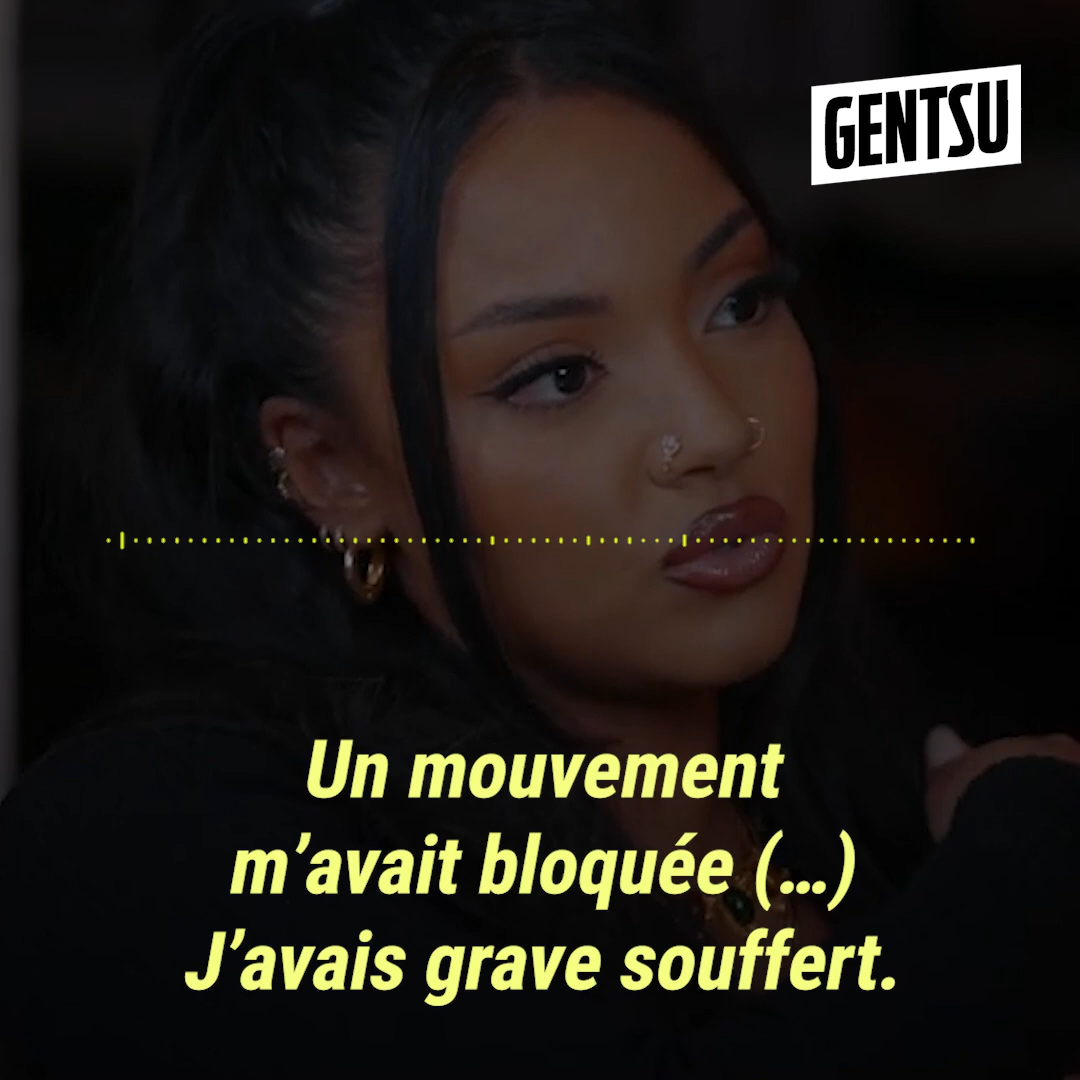 GENTSU
Un mouvement
m’avait bloquée (…)
J’avais grave souffert.